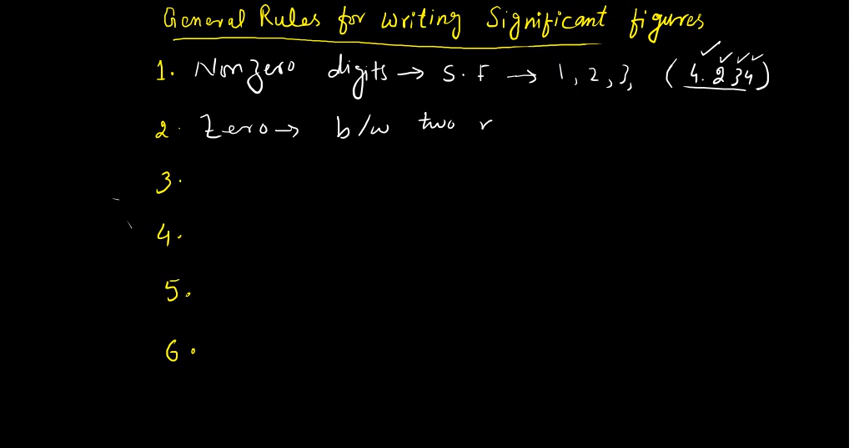 General Rules for writing Significant figures
1. Nonzero digits → S.F → 1, 2, 3, (4.234)
2. Zero → b/w two r
3.
4.
5.
6.